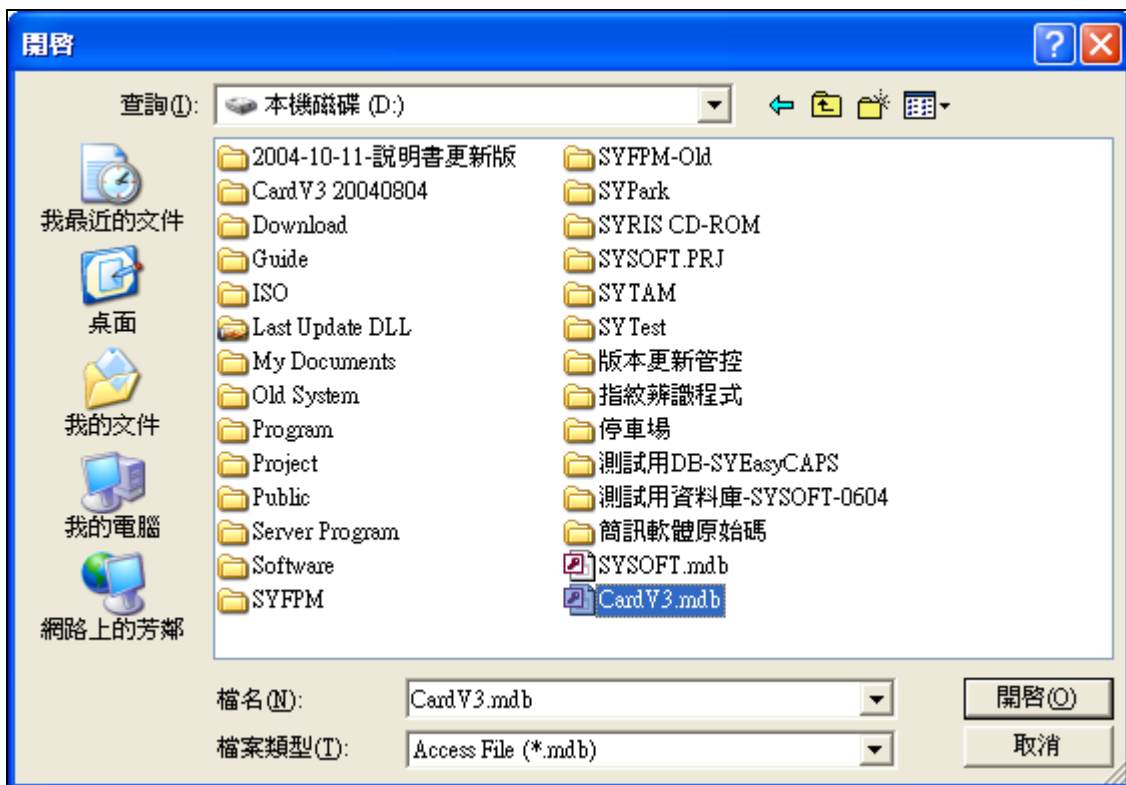 開啓
查詢(I):
本機磁碟 (D:)
我最近的文件
桌面
我的文件
我的電腦
網路上的芳鄰
2004-10-11-說明書更新版
CardV3 20040804
Download
Guide
ISO
Last Update DLL
My Documents
Old System
Program
Project
Public
Server Program
Software
SYFPM
SYFPM-Old
SYPark
SYRIS CD-ROM
SYSOFT.PRJ
SYTAM
SYTest
版本更新管控
指紋辨識程式
停車場
測試用DB-SYEasyCAPS
測試用資料庫-SYSOFT-0604
簡訊軟體原始碼
SYSOFT.mdb
CardV3.mdb
檔名(N):
CardV3.mdb
開啓(O)
檔案類型(T):
Access File (*.mdb)
取消